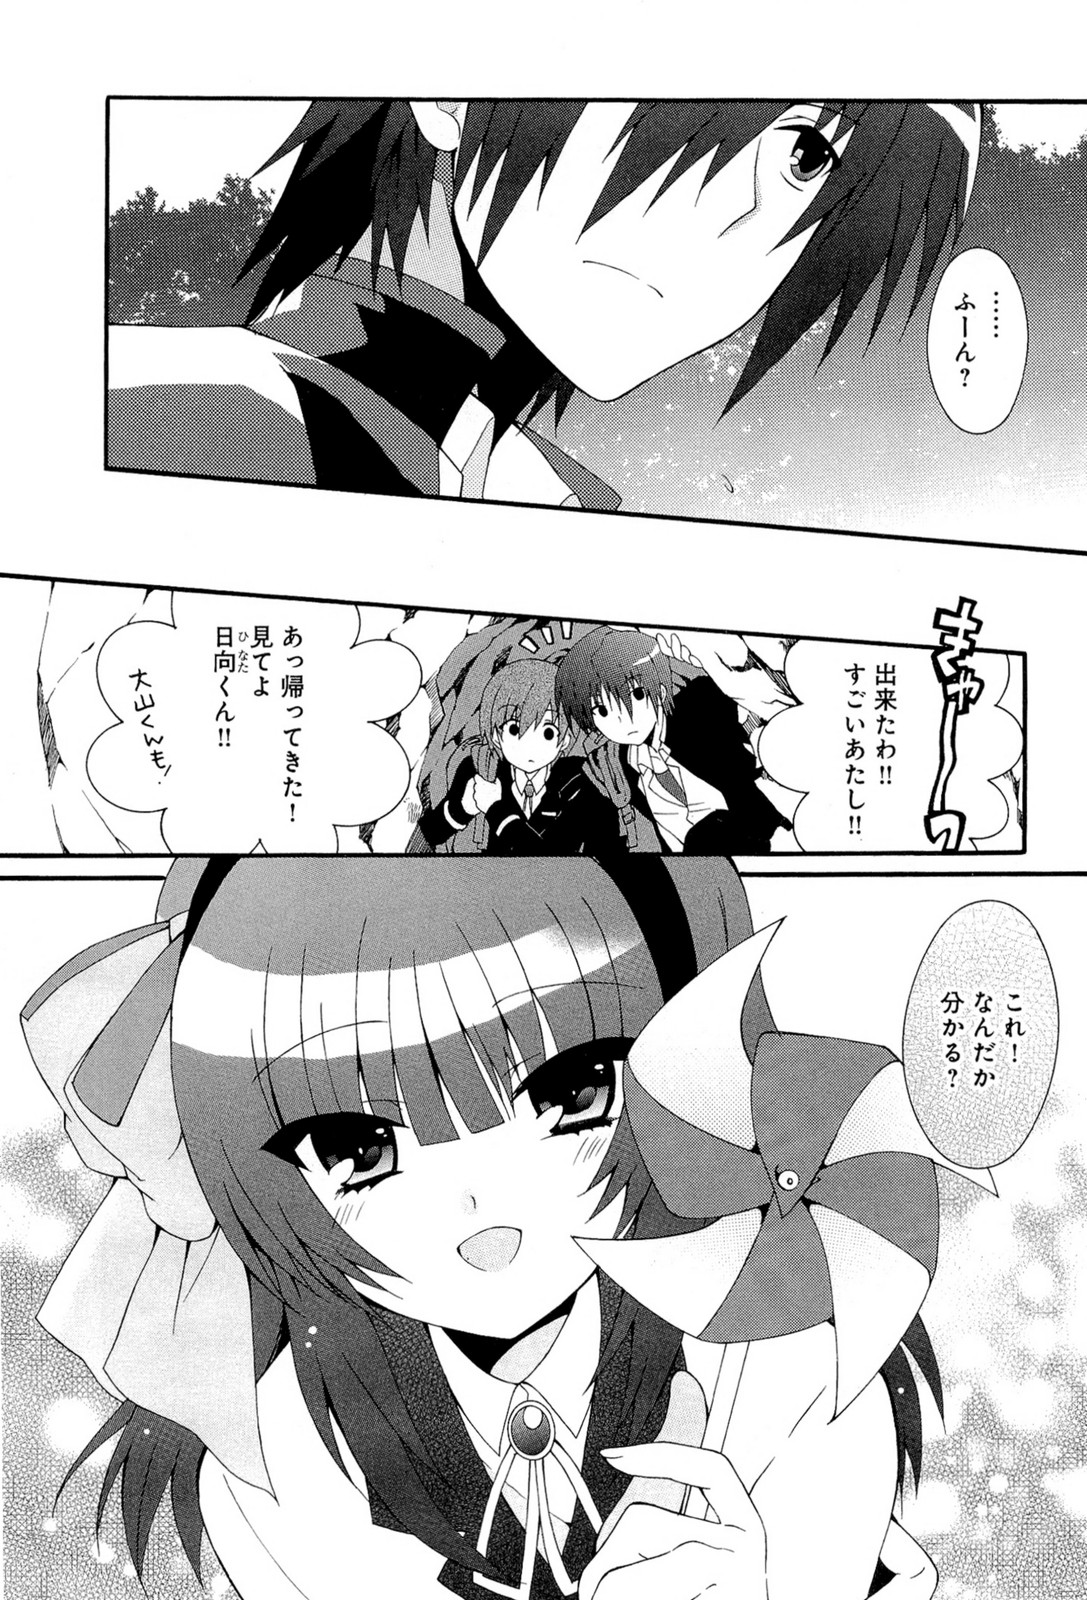 ……
ふーん？
きゃーっ
出来たわ!!
すごいあたし!!
あっ帰ってきた！
見てよ
日向くん!!
ひなた
大山くんも！
これ！
なんだか
分かる？